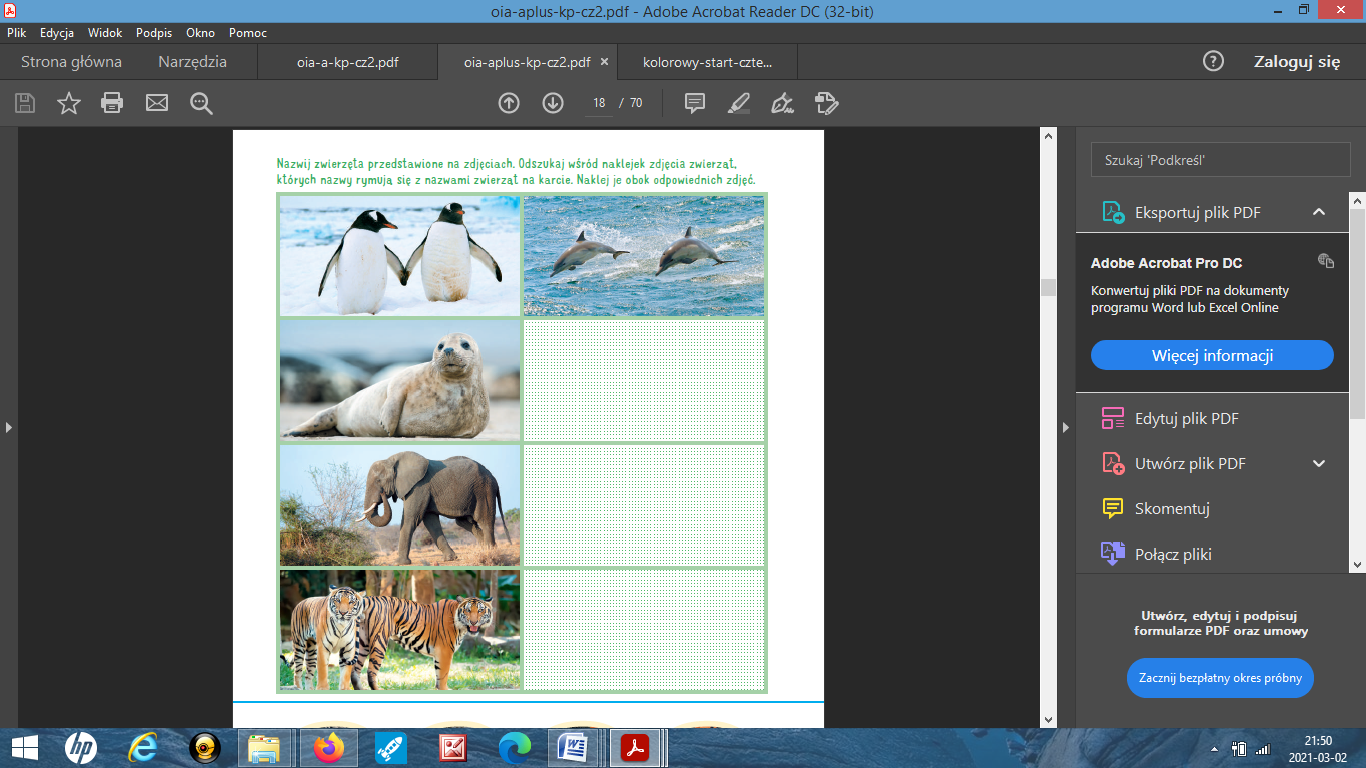 oia-aplus-kp-cz2.pdf - Adobe Acrobat Reader DC (32-bit)
Plik Edycja Widok Podpis Okno Pomoc
Strona główna Narzędzia oia-a-kp-cz2.pdf oia-aplus-kp-cz2.pdf × kolorowy-start-czte... ? Zaloguj się
18 / 70
Nazwij zwierzęta przedstawione na zdjęciach. Odszukaj wśród naklejek zdjęcia zwierząt,
których nazwy rymują się z nazwami zwierząt na karcie. Naklej je obok odpowiednich zdjęć.
Szukaj 'Podkreśl'
Eksportuj plik PDF
Adobe Acrobat Pro DC
Konwertuj pliki PDF na dokumenty
programu Word lub Excel Online
Więcej informacji
Edytuj plik PDF
Utwórz plik PDF
Skomentuj
Połącz pliki
Utwórz, edytuj i podpisuj
formularze PDF oraz umowy
Zacznij bezpłatny okres próbny
hp
21:50
2021-03-02